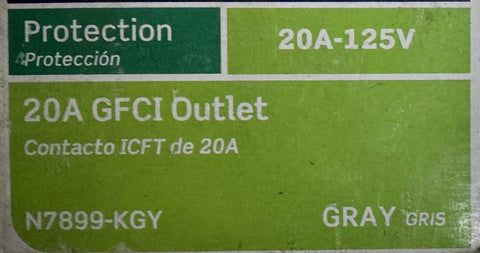 Protection
Protección
20A-125V
20A GFCI Outlet
Contacto ICFT de 20A
N7899-KGY
GRAY GRIS